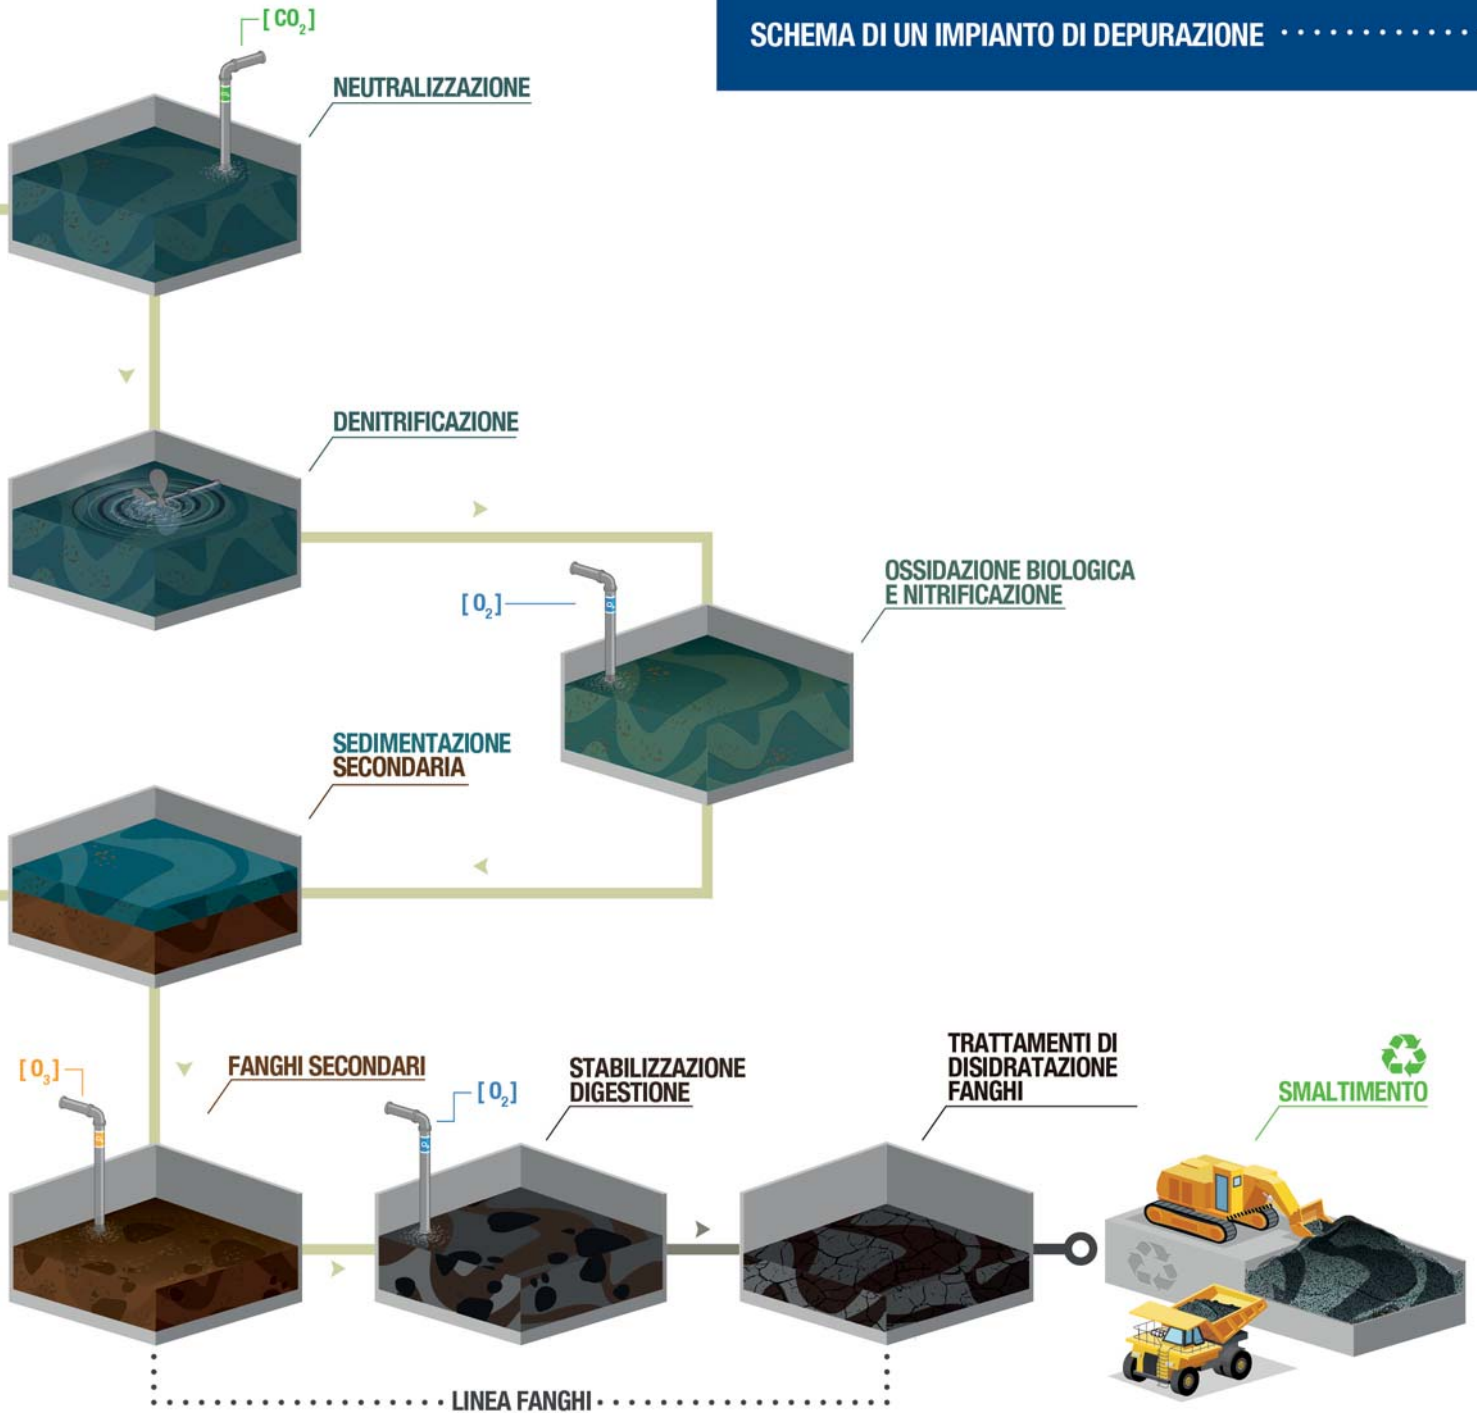 SCHEMA DI UN IMPIANTO DI DEPURAZIONE
[CO₂]
NEUTRALIZZAZIONE
DENITRIFICAZIONE
[O₂]
OSSIDAZIONE BIOLOGICA
E NITRIFICAZIONE
SEDIMENTAZIONE
SECONDARIA
[O₃]
FANGHI SECONDARI
[O₂]
STABILIZZAZIONE
DIGESTIONE
TRATTAMENTI DI
DISIDRATAZIONE
FANGHI
SMALTIMENTO
LINEA FANGHI